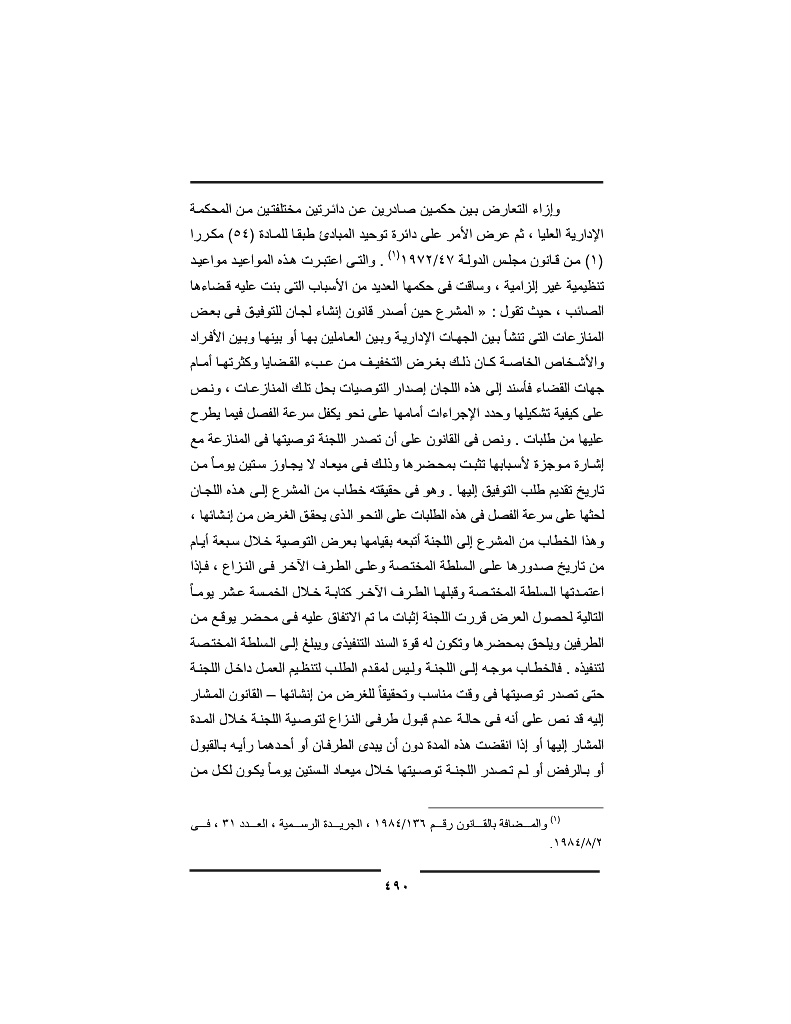 وإزاء التعارض بين حكمين صادرين عن دائرتين مختلفتين من المحكمة
الإدارية العليا ، ثم عرض الأمر على دائرة توحيد المبادئ طبقا للمادة (٥٤) مكررا
(١) من قانون مجلس الدولة ١٩٧٢/٤٧(١) . والتى اعتبرت هذه المواعيد مواعيد
تنظيمية غير إلزامية ، وساقت فى حكمها العديد من الأسباب التى بنت عليه قضاءها
الصائب ، حيث تقول : « المشرع حين أصدر قانون إنشاء لجان للتوفيق فى بعض
المنازعات التى تنشأ بين الجهات الإدارية وبين العاملين بها أو بينها وبين الأفراد
والأشخاص الخاصة كان ذلك بغرض التخفيف من عبء القضايا وكثرتها أمام
جهات القضاء فأسند إلى هذه اللجان إصدار التوصيات بحل تلك المنازعات ، ونص
على كيفية تشكيلها وحدد الإجراءات أمامها على نحو يكفل سرعة الفصل فيما يطرح
عليها من طلبات . ونص فى القانون على أن تصدر اللجنة توصيتها فى المنازعة مع
إشارة موجزة لأسبابها تثبت بمحضرها وذلك فى ميعاد لا يجاوز ستين يوماً من
تاريخ تقديم طلب التوفيق إليها . وهو فى حقيقته خطاب من المشرع إلى هذه اللجان
لحثها على سرعة الفصل فى هذه الطلبات على النحو الذى يحقق الغرض من إنشائها ،
وهذا الخطاب من المشرع إلى اللجنة أتبعه بقيامها بعرض التوصية خلال سبعة أيام
من تاريخ صدورها على السلطة المختصة وعلى الطرف الآخر فى النزاع ، فإذا
اعتمدتها السلطة المختصة وقبلها الطرف الآخر كتابة خلال الخمسة عشر يوماً
التالية لحصول العرض قررت اللجنة إثبات ما تم الاتفاق عليه فى محضر يوقع من
الطرفين ويلحق بمحضرها وتكون له قوة السند التنفيذى ويبلغ إلى السلطة المختصة
لتنفيذه . فالخطاب موجه إلى اللجنة وليس لمقدم الطلب لتنظيم العمل داخل اللجنة
حتى تصدر توصيتها فى وقت مناسب وتحقيقاً للغرض من إنشائها – القانون المشار
إليه قد نص على أنه فى حالة عدم قبول طرفى النزاع لتوصية اللجنة خلال المدة
المشار إليها أو إذا انقضت هذه المدة دون أن يبدى الطرفان أو أحدهما رأيه بالقبول
أو بالرفض أو لم تصدر اللجنة توصيتها خلال ميعاد الستين يوماً يكون لكل من
(١) والمضافة بالقانون رقم ١٩٨٤/١٣٦ ، الجريدة الرسمية ، العدد ٣١ ، فى
١٩٨٤/٨/٢.
٤٩٠